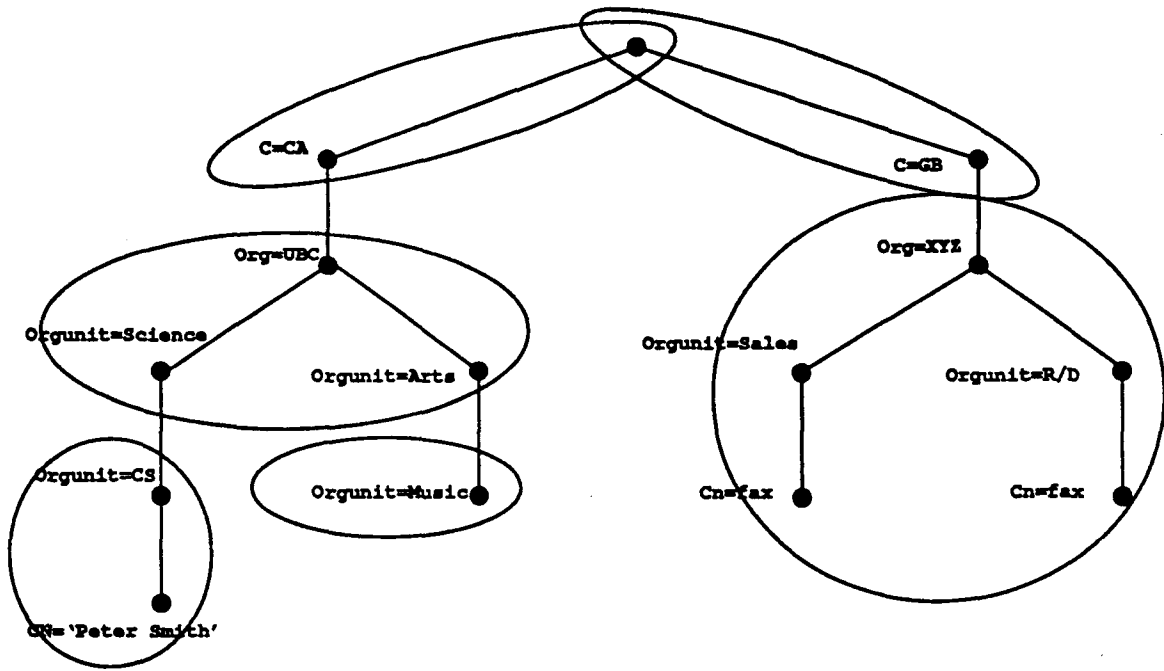 C=CA
C=GB
Org=UBC
Org=XYZ
Orgunit=Science
Orgunit=Sales
Orgunit=Arts
Orgunit=R/D
Orgunit=CS
Orgunit=Music
Cn=fax
Cn=fax
CN=‘Peter Smith’